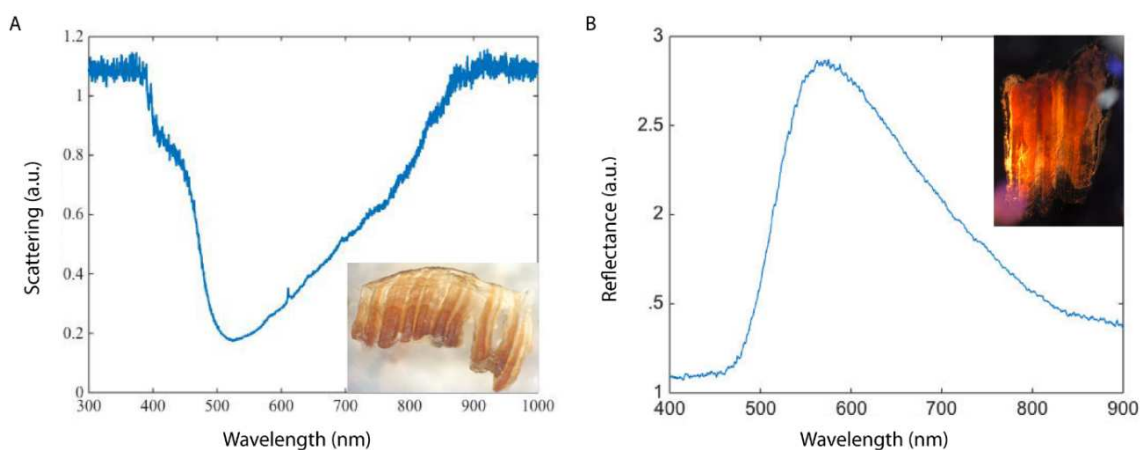 A
1.2
1
0.8
0.6
0.4
0.2
0
Scattering (a.u.)
300 400 500 600 700 800 900 1000
Wavelength (nm)
B
3
2.5
2
.5
1
Reflectance (a.u.)
400 500 600 700 800 900
Wavelength (nm)